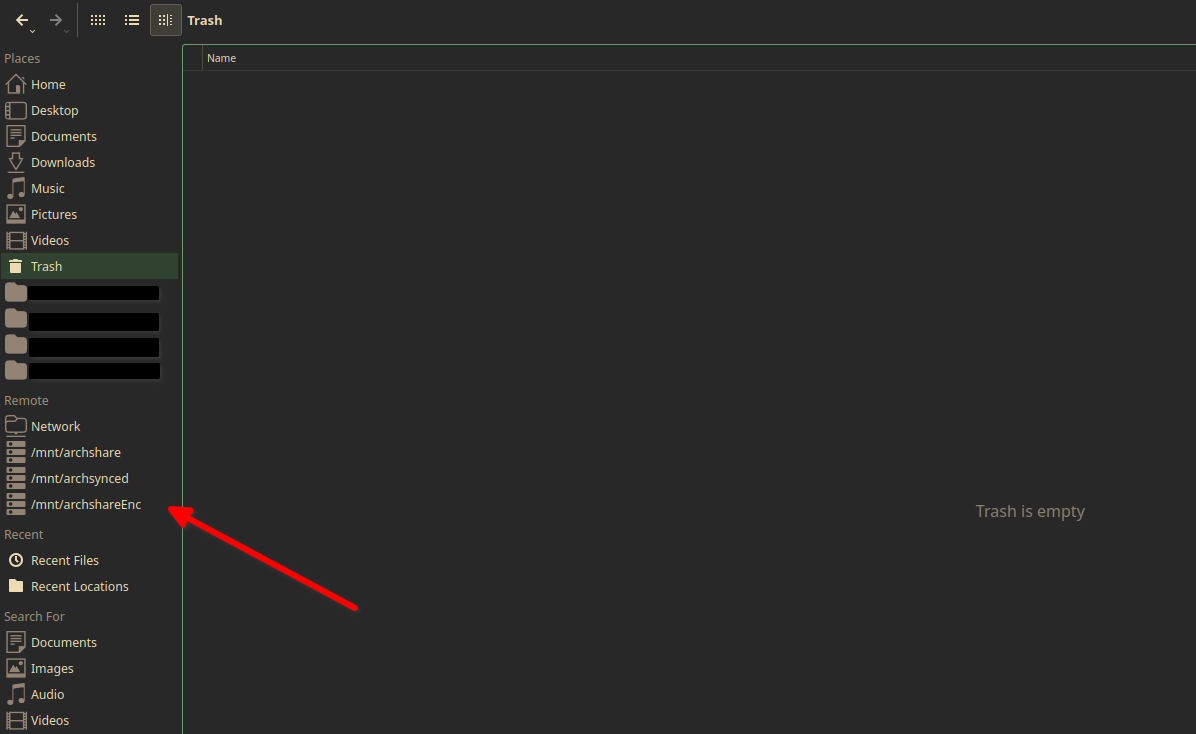 Trash
Name
Places
Home
Desktop
Documents
Downloads
Music
Pictures
Videos
Trash
Remote
Network
/mnt/archshare
/mnt/archsynced
/mnt/archshareEnc
Trash is empty
Recent
Recent Files
Recent Locations
Search For
Documents
Images
Audio
Videos